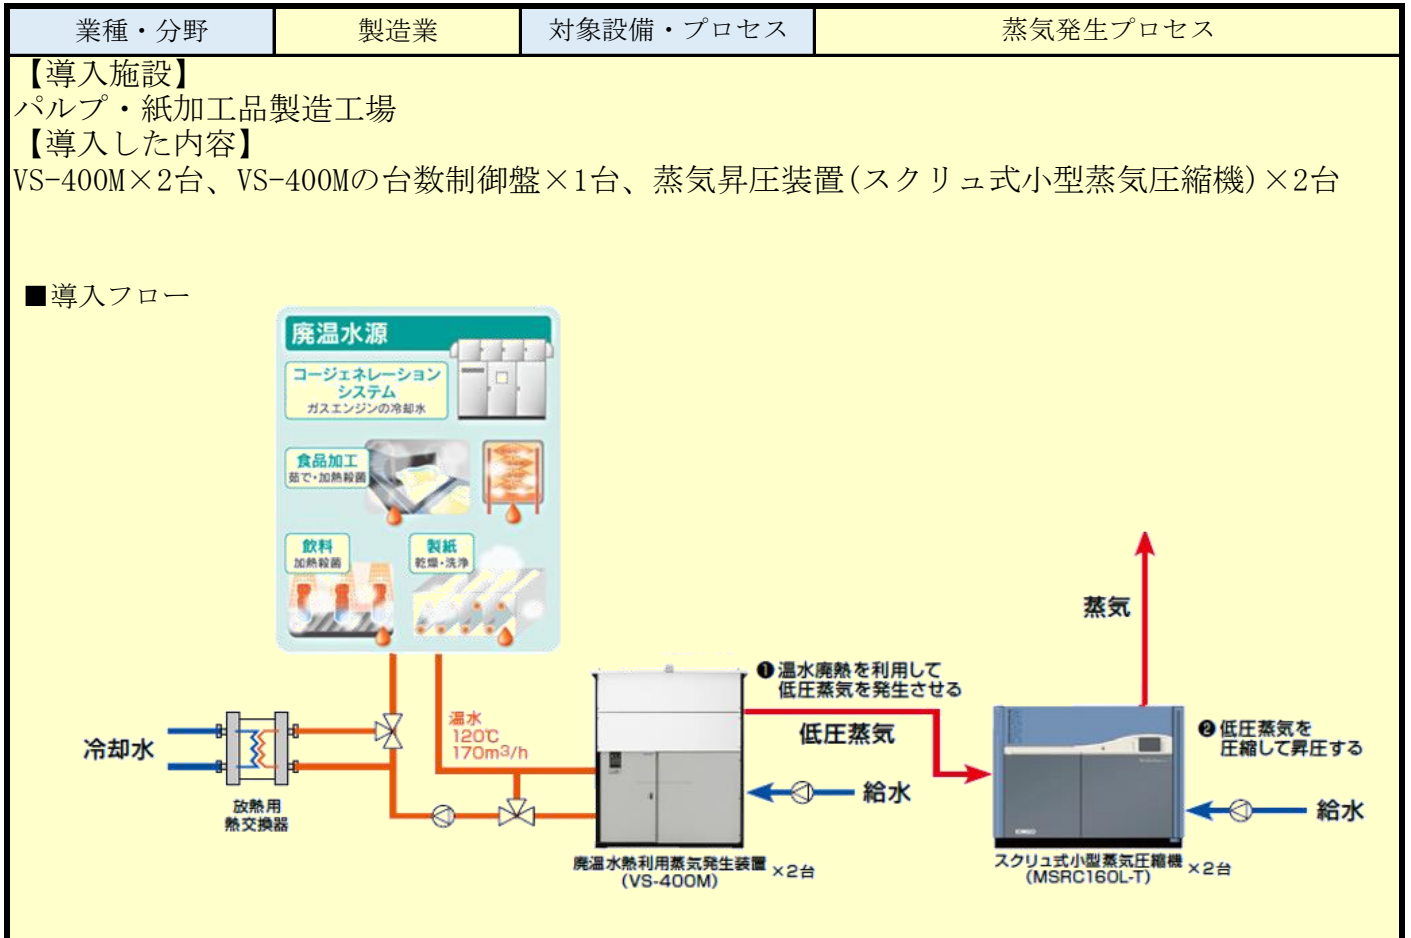 業種・分野
製造業
対象設備・プロセス
蒸気発生プロセス
【導入施設】
パルプ・紙加工品製造工場
【導入した内容】
VS-400M×2台、VS-400Mの台数制御盤×1台、蒸気昇圧装置(スクリュ式小型蒸気圧縮機)×2台
■導入フロー
廃温水源
コージェネレーション
システム
ガスエンジンの冷却水
食品加工
茹で・加熱殺菌
飲料
加熱殺菌
製紙
乾燥・洗浄
蒸気
❶温水廃熱を利用して
低圧蒸気を発生させる
低圧蒸気
温水
120℃
170m3/h
冷却水
放熱用
熱交換器
給水
❷低圧蒸気を
圧縮して昇圧する
給水
廃温水熱利用蒸気発生装置
(VS-400M)
×2台
KOBELCO
スクリュ式小型蒸気圧縮機
(MSRC160L-T)
×2台